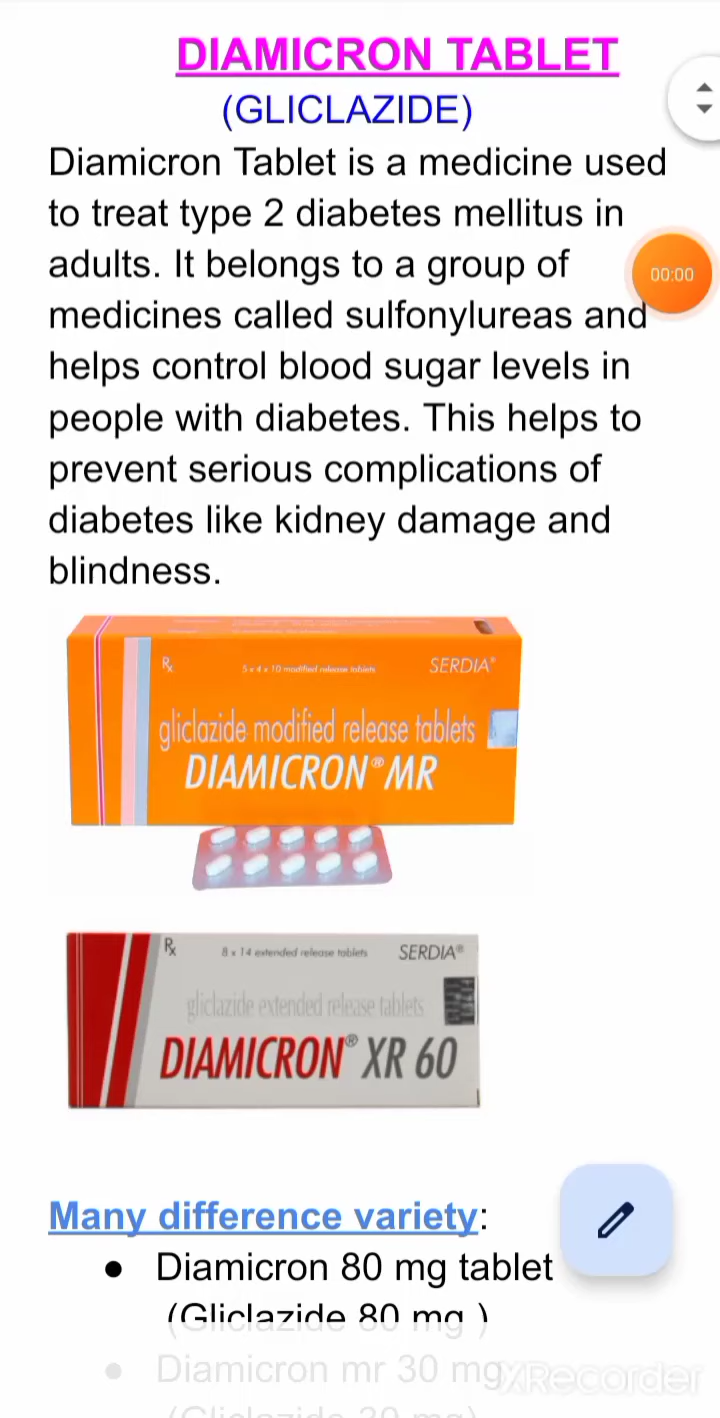 DIAMICRON TABLET
(GLICLAZIDE)
Diamicron Tablet is a medicine used
to treat type 2 diabetes mellitus in
adults. It belongs to a group of
00:00
medicines called sulfonylureas and
helps control blood sugar levels in
people with diabetes. This helps to
prevent serious complications of
diabetes like kidney damage and
blindness.
Rx
5 x 4 x 10 modified release tablets
SERDIA®
gliclazide modified release tablets
DIAMICRON® MR
Rx
8 x 14 extended release tablets
SERDIA®
gliclazide extended release tablets
DIAMICRON® XR 60
Many difference variety:
● Diamicron 80 mg tablet
(Gliclazide 80 mg )
● Diamicron mr 30 mg
XRecorder